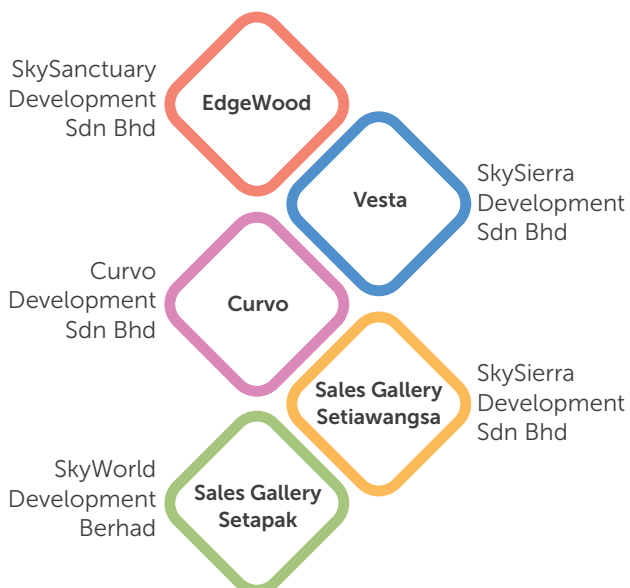 SkySanctuary
Development
Sdn Bhd
EdgeWood
Vesta
SkySierra
Development
Sdn Bhd
Curvo
Development
Sdn Bhd
Curvo
Sales Gallery
Setiawangsa
SkySierra
Development
Sdn Bhd
SkyWorld
Development
Berhad
Sales Gallery
Setapak